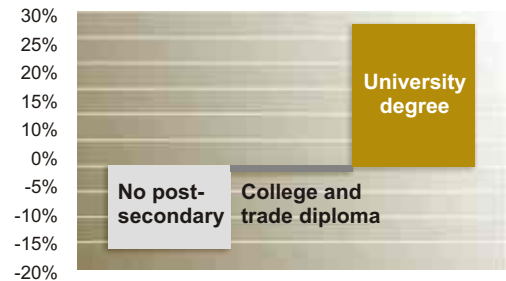 30%
25%
20%
15%
10%
0%
-5%
-10%
-15%
-20%
University
degree
No post-
secondary
College and
trade diploma